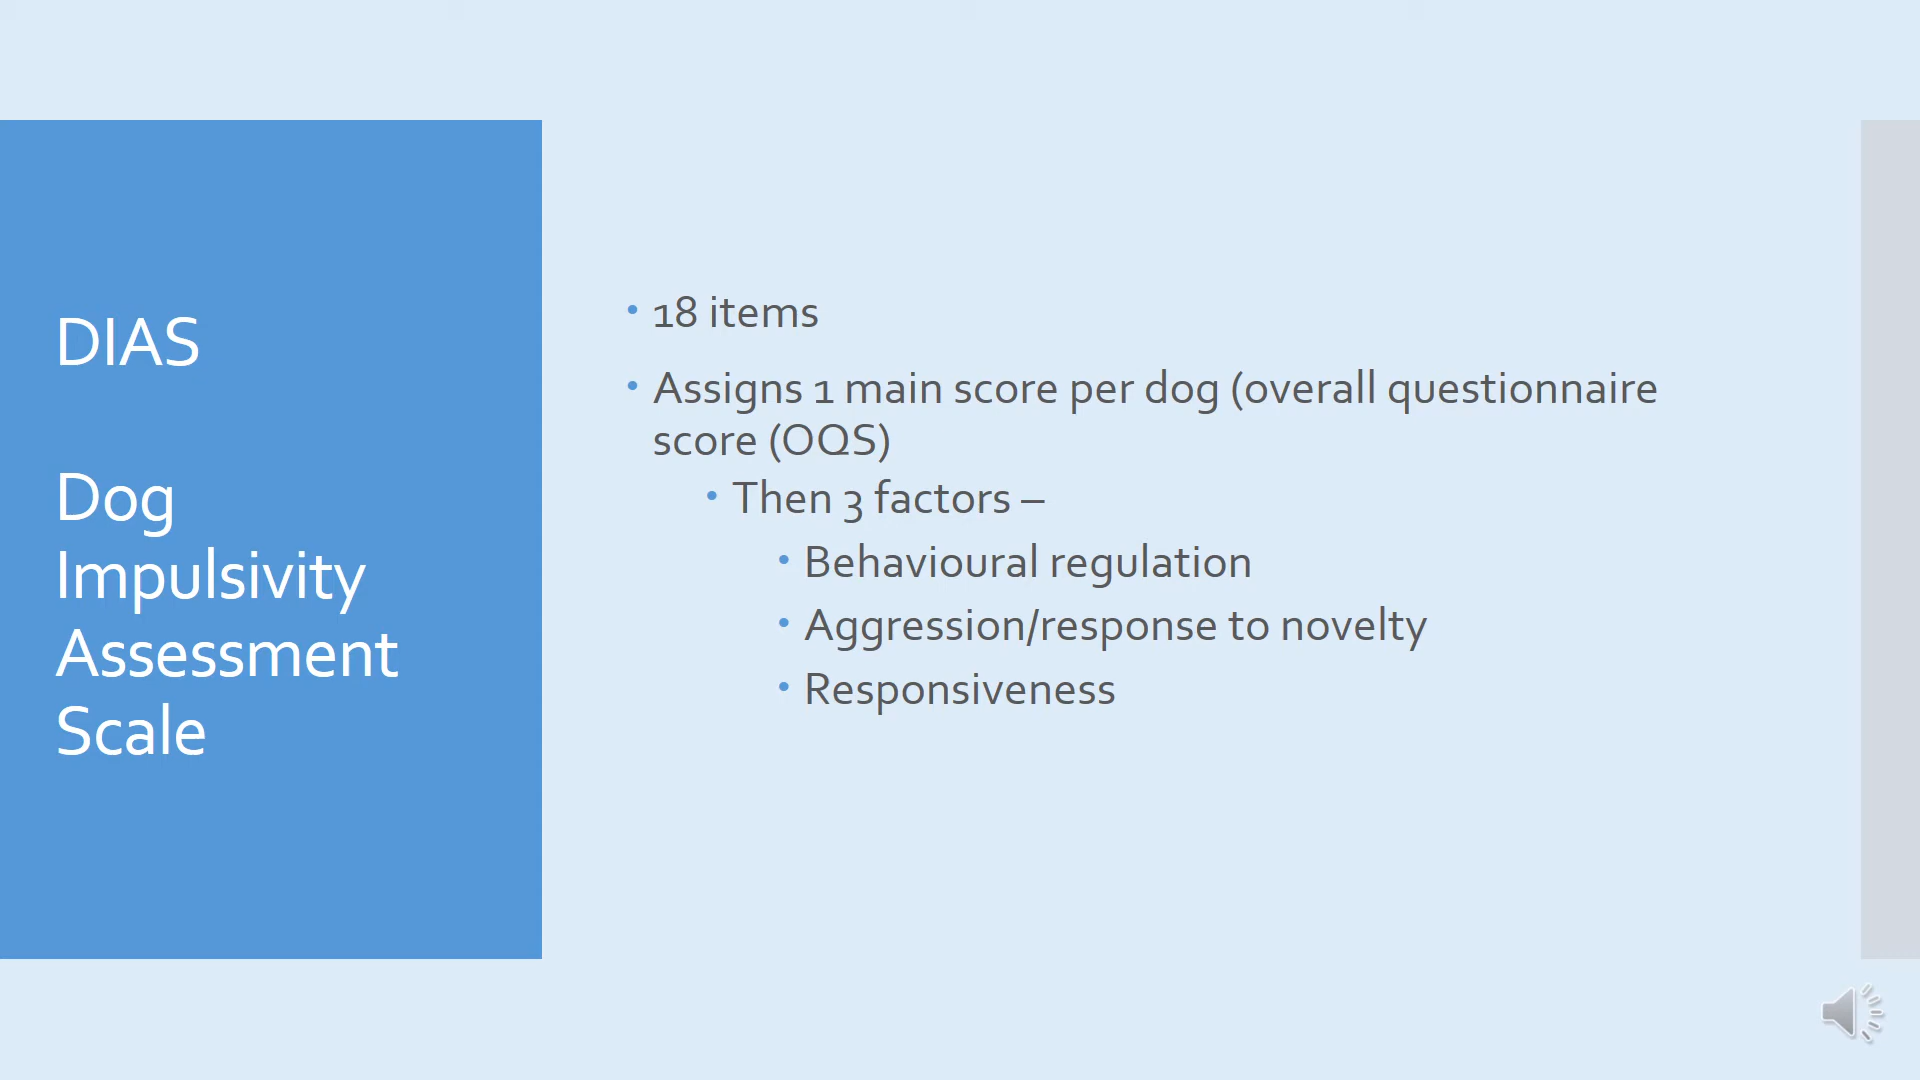 DIAS
Dog
Impulsivity
Assessment
Scale
• 18 items
• Assigns 1 main score per dog (overall questionnaire
score (OQS)
• Then 3 factors –
• Behavioural regulation
• Aggression/response to novelty
• Responsiveness